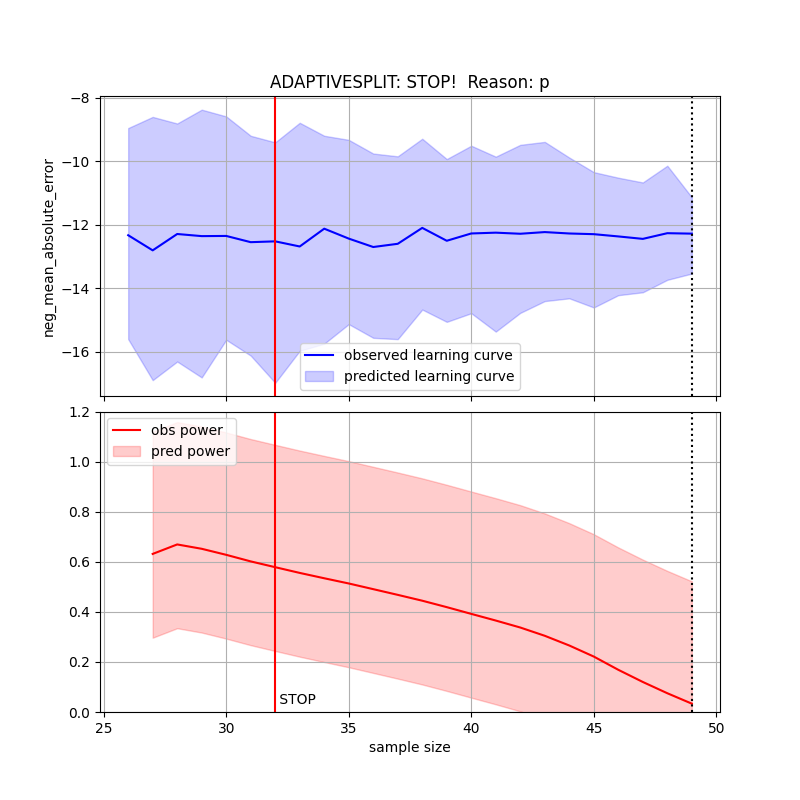 ADAPTIVESPLIT: STOP!  Reason: p
neg_mean_absolute_error
−8
−10
−12
−14
−16
observed learning curve
predicted learning curve
1.2
1.0
0.8
0.6
0.4
0.2
0.0
obs power
pred power
STOP
25 30 35 40 45 50
sample size